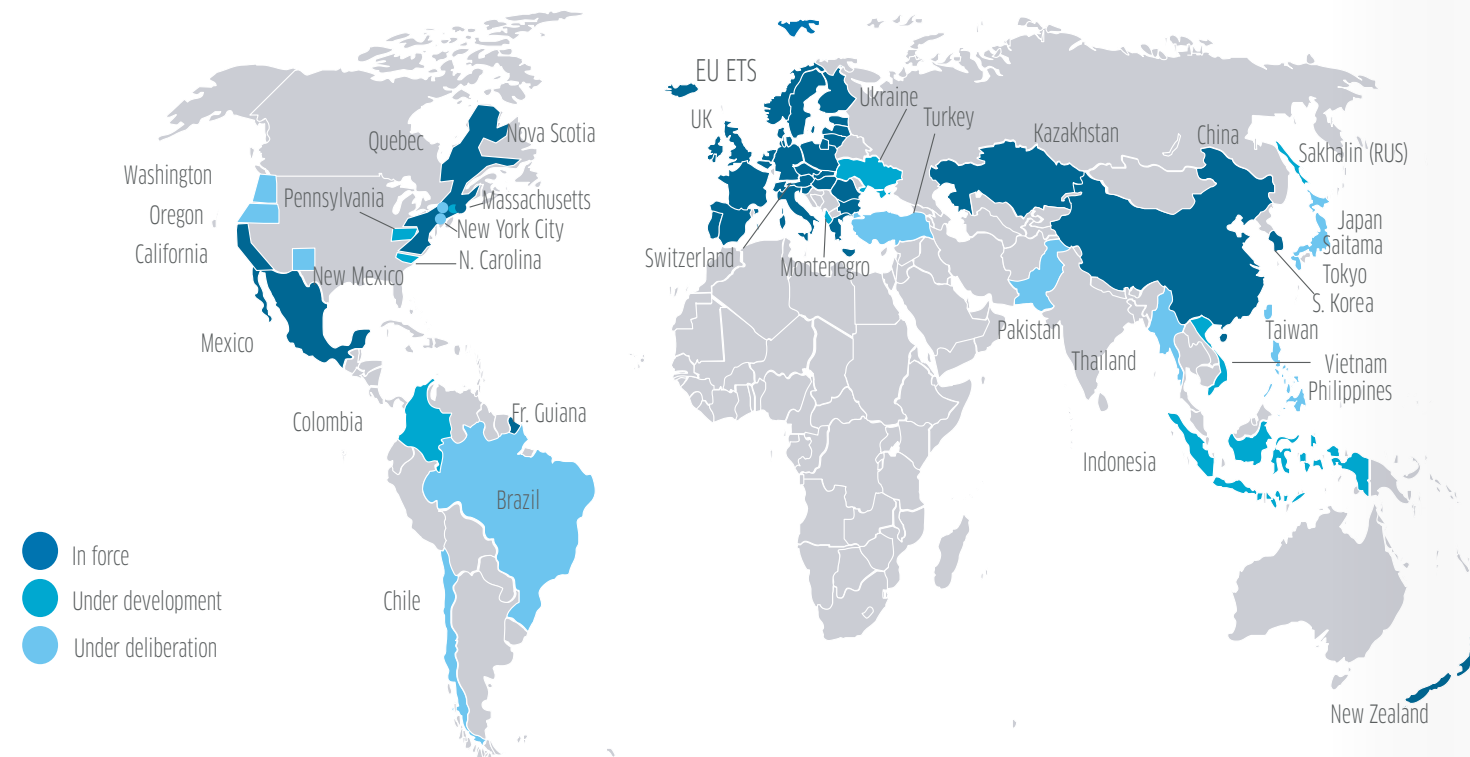 EU ETS
Ukraine
UK
Turkey
Quebec
Nova Scotia
Kazakhstan
China
Sakhalin (RUS)
Washington
Pennsylvania
Massachusetts
Oregon
New York City
Japan
California
N. Carolina
Saitama
Switzerland
Montenegro
New Mexico
Tokyo
S. Korea
Mexico
Pakistan
Taiwan
Thailand
Vietnam
Philippines
Colombia
Fr. Guiana
Indonesia
Brazil
In force
Under development
Chile
Under deliberation
New Zealand